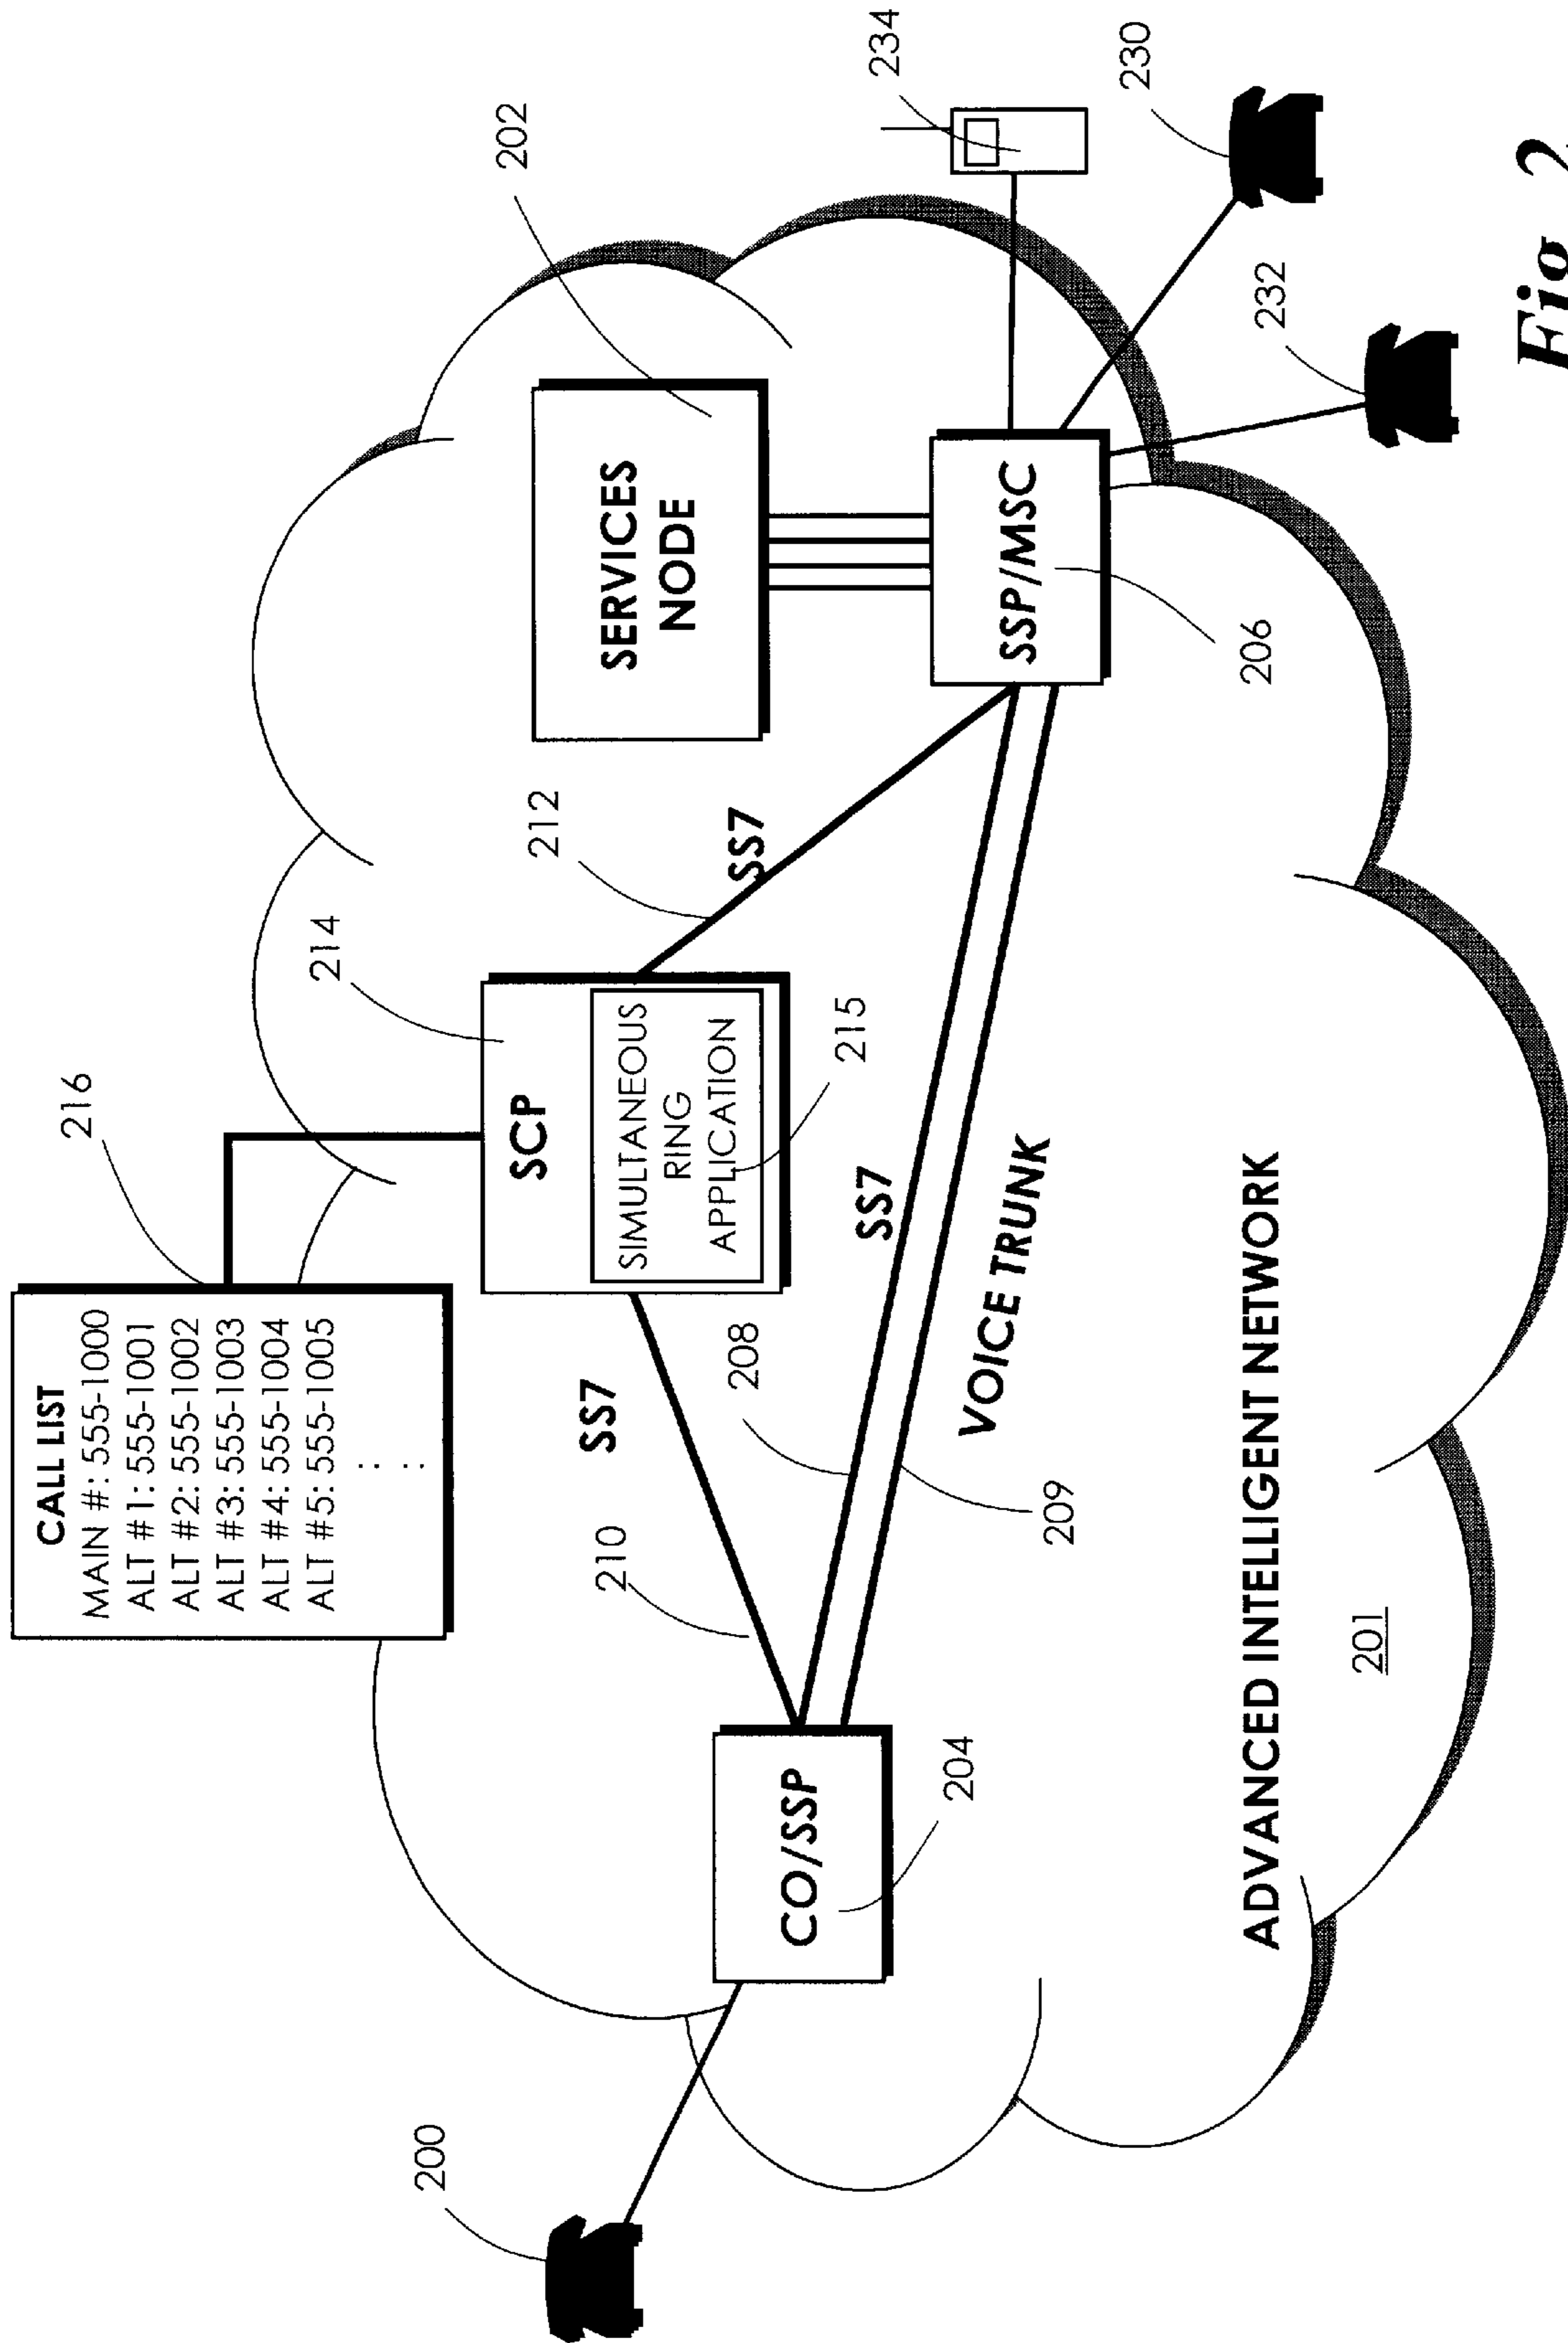 CALL LIST
MAIN #: 555-1000
ALT #1: 555-1001
ALT #2: 555-1002
ALT #3: 555-1003
ALT #4: 555-1004
ALT #5: 555-1005
:
:
216
214
SCP
SIMULTANEOUS
RING
APPLICATION
215
212
SS7
202
SERVICES
NODE
234
230
232
SSP/MSC
206
SS7
210
208
SS7
VOICE TRUNK
209
200
CO/SSP
204
ADVANCED INTELLIGENT NETWORK
201
Fig. 2